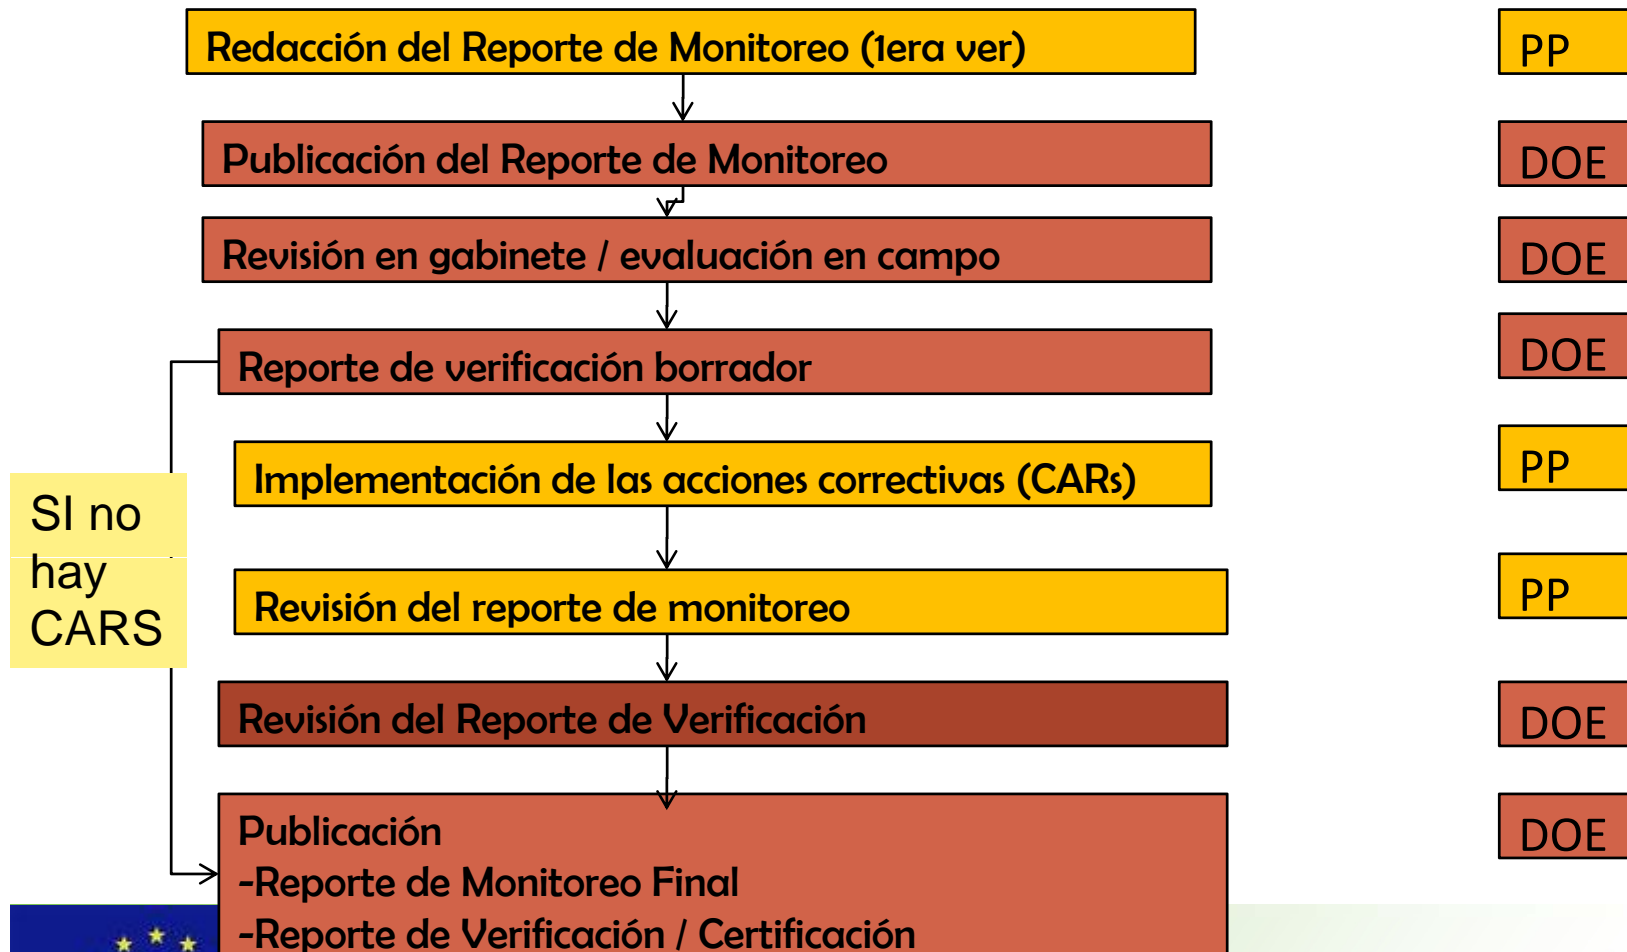 Redacción del Reporte de Monitoreo (1era ver)
PP
Publicación del Reporte de Monitoreo
DOE
Revisión en gabinete / evaluación en campo
DOE
Reporte de verificación borrador
DOE
Implementación de las acciones correctivas (CARs)
PP
SI no
hay
CARS
Revisión del reporte de monitoreo
PP
Revisión del Reporte de Verificación
DOE
Publicación
DOE
-Reporte de Monitoreo Final
-Reporte de Verificación / Certificación